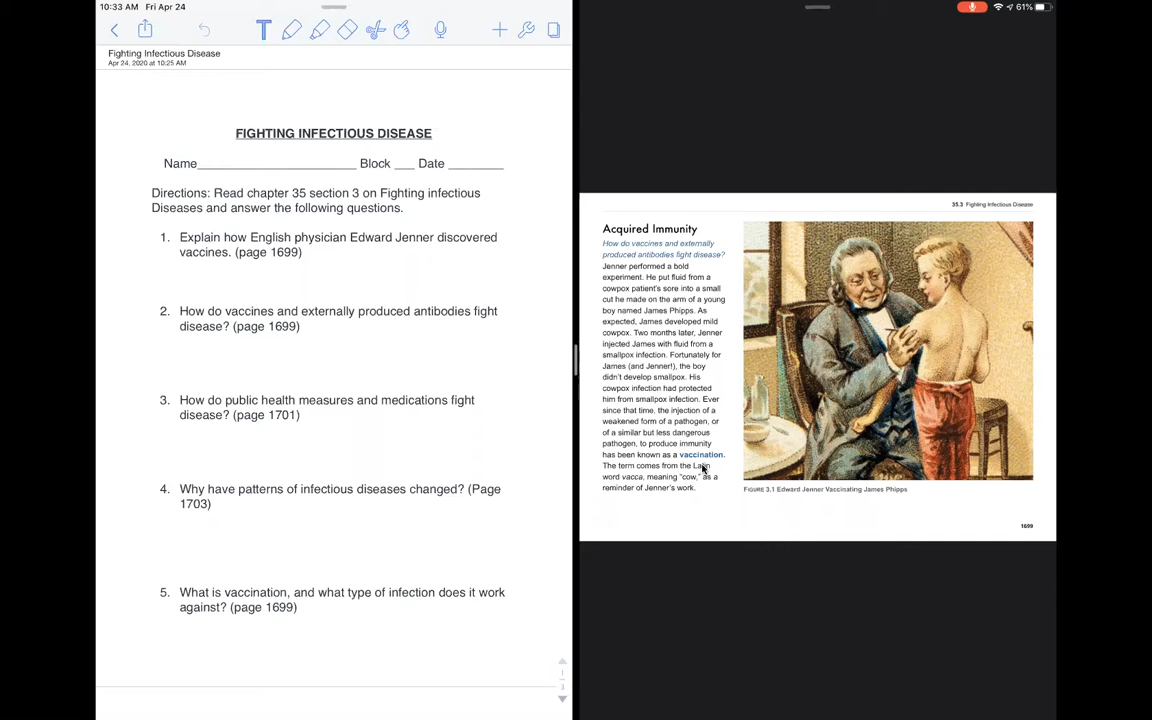 10:33 AM Fri Apr 24
61%
Fighting Infectious Disease
Apr 24, 2020 at 10:25 AM
FIGHTING INFECTIOUS DISEASE
Name________________________ Block ___ Date ________
Directions: Read chapter 35 section 3 on Fighting infectious
Diseases and answer the following questions.
1. Explain how English physician Edward Jenner discovered
vaccines. (page 1699)
2. How do vaccines and externally produced antibodies fight
disease? (page 1699)
3. How do public health measures and medications fight
disease? (page 1701)
4. Why have patterns of infectious diseases changed? (Page
1703)
5. What is vaccination, and what type of infection does it work
against? (page 1699)
35.3 Fighting Infectious Disease
Acquired Immunity
How do vaccines and externally
produced antibodies fight disease?
Jenner performed a bold
experiment. He put fluid from a
cowpox patient's sore into a small
cut he made on the arm of a young
boy named James Phipps. As
expected, James developed mild
cowpox. Two months later, Jenner
injected James with fluid from a
smallpox infection. Fortunately for
James (and Jenner!), the boy
didn't develop smallpox. His
cowpox infection had protected
him from smallpox infection. Ever
since that time, the injection of a
weakened form of a pathogen, or
of a similar but less dangerous
pathogen, to produce immunity
has been known as a vaccination.
The term comes from the Latin
word vacca, meaning "cow," as a
reminder of Jenner's work.
FIGURE 3.1 Edward Jenner Vaccinating James Phipps
1699